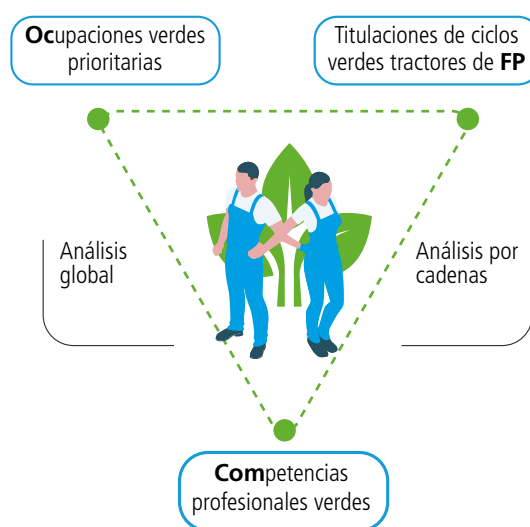 Ocupaciones verdes
prioritarias
Titulaciones de ciclos
verdes tractores de FP
Análisis
global
Análisis por
cadenas
Competencias
profesionales verdes